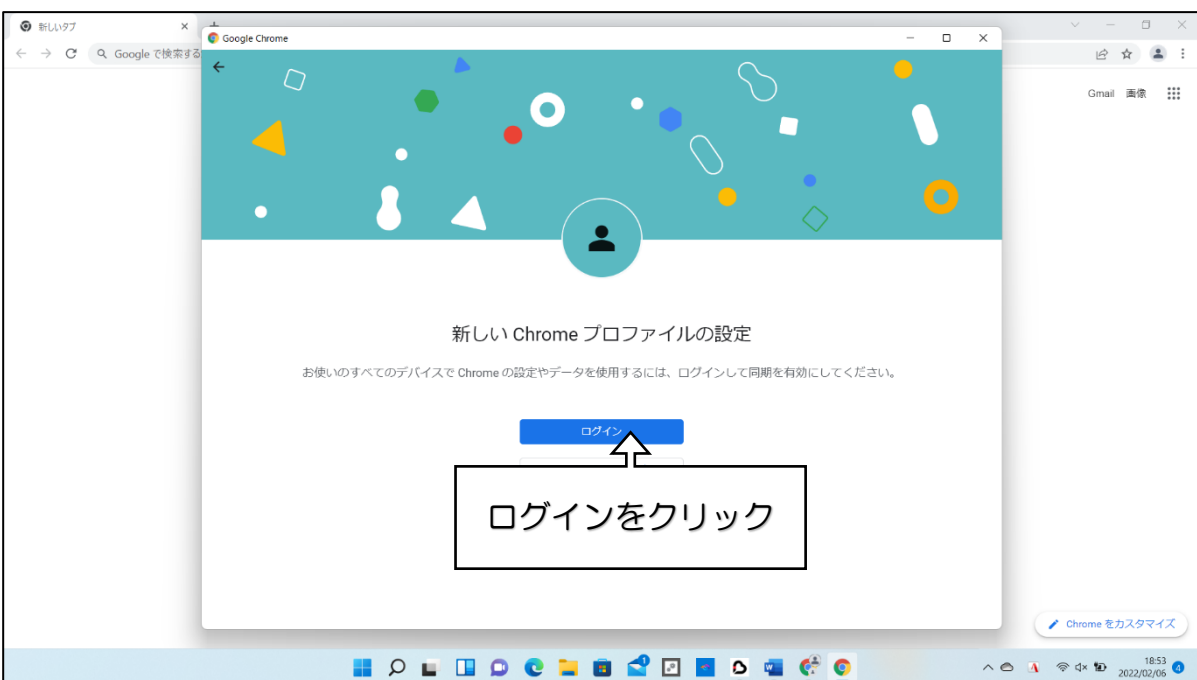 新しいタブ
Google Chrome
Google で検索する
Gmail 画像
新しい Chrome プロファイルの設定
お使いのすべてのデバイスで Chrome の設定やデータを使用するには、ログインして同期を有効にしてください。
ログイン
ログインをクリック
Chrome をカスタマイズ
18:53
2022/02/06
4